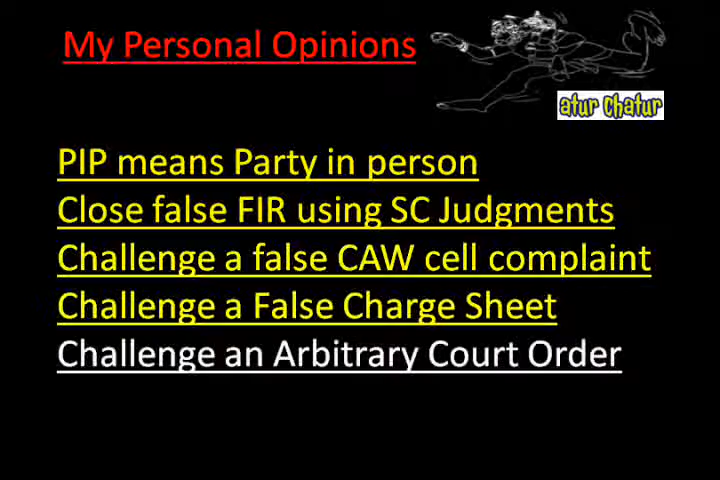 My Personal Opinions
atur chatur
PIP means Party in person
Close false FIR using SC Judgments
Challenge a false CAW cell complaint
Challenge a False Charge Sheet
Challenge an Arbitrary Court Order